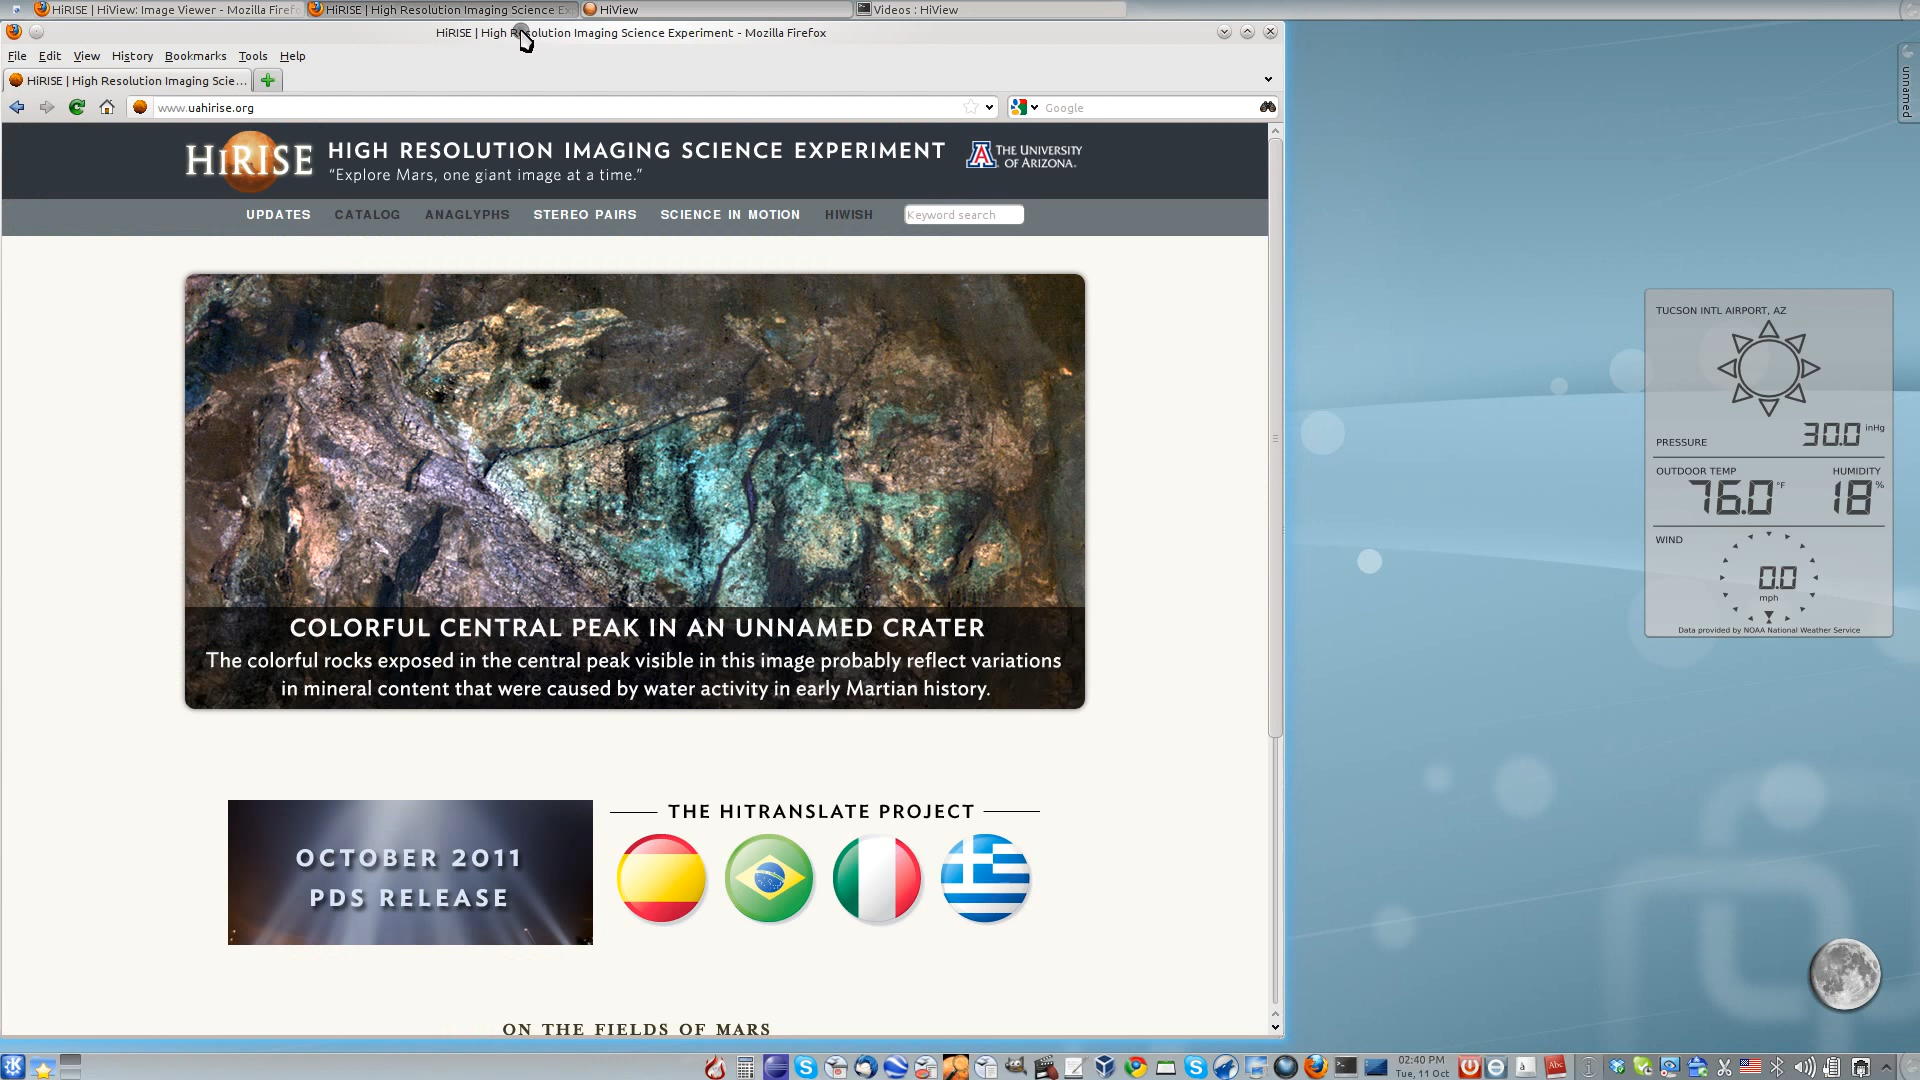 HiRISE | HiView: Image Viewer - Mozilla Firefo
HiRISE | High Resolution Imaging Science Ex
HiView
Videos : HiView
HiRISE | High Resolution Imaging Science Experiment - Mozilla Firefox
File Edit View History Bookmarks Tools Help
HiRISE | High Resolution Imaging Scie...
www.uahirise.org
Google
HiRISE
HIGH RESOLUTION IMAGING SCIENCE EXPERIMENT
“Explore Mars, one giant image at a time.”
THE UNIVERSITY
OF ARIZONA.
UPDATES CATALOG ANAGLYPHS STEREO PAIRS SCIENCE IN MOTION HIWISH Keyword search
COLORFUL CENTRAL PEAK IN AN UNNAMED CRATER
The colorful rocks exposed in the central peak visible in this image probably reflect variations
in mineral content that were caused by water activity in early Martian history.
OCTOBER 2011
PDS RELEASE
THE HITRANSLATE PROJECT
ON THE FIELDS OF MARS
unnamed
TUCSON INTL AIRPORT, AZ
PRESSURE 30.0 inHg
OUTDOOR TEMP HUMIDITY
76.0 °F 18 %
WIND
0.0
mph
Data provided by NOAA National Weather Service
02:40 PM
Tue, 11 Oct